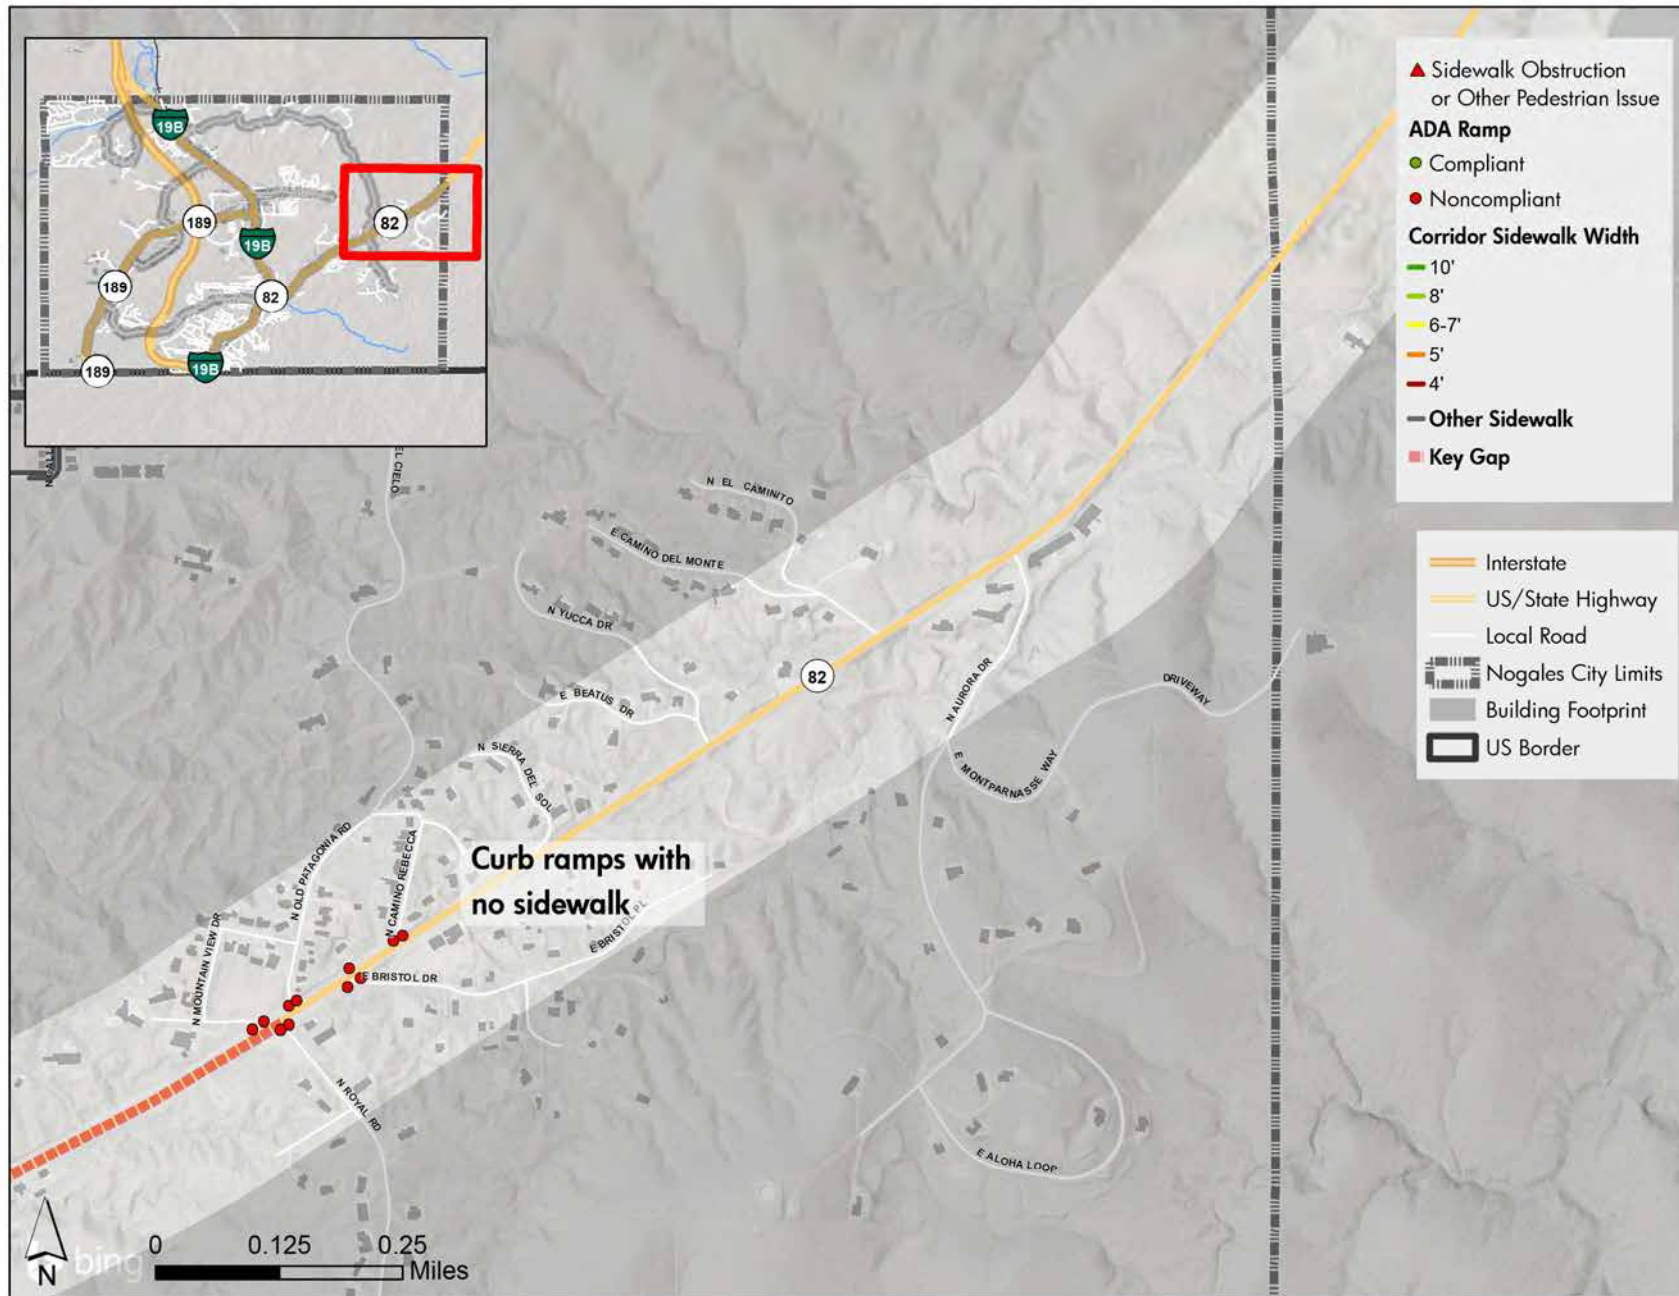 19B
189
19B
82
189
82
189
19B
Sidewalk Obstruction
or Other Pedestrian Issue
ADA Ramp
Compliant
Noncompliant
Corridor Sidewalk Width
10'
8'
6-7'
5'
4'
Other Sidewalk
Key Gap
Interstate
US/State Highway
Local Road
Nogales City Limits
Building Footprint
US Border
EL CIELO
N EL CAMINITO
E CAMINO DEL MONTE
N YUCCA DR
E BEATUS DR
82
N AURORA DR
DRIVEWAY
E MONTPARNASSE WAY
N SIERRA DEL SOL
N OLD PATAGONIA RD
N CAMINO REBECCA
Curb ramps with
no sidewalk
E BRISTOL PL
E BRISTOL DR
N MOUNTAIN VIEW DR
N ROYAL RD
E ALOHA LOOP
N
bing
0 0.125 0.25
Miles